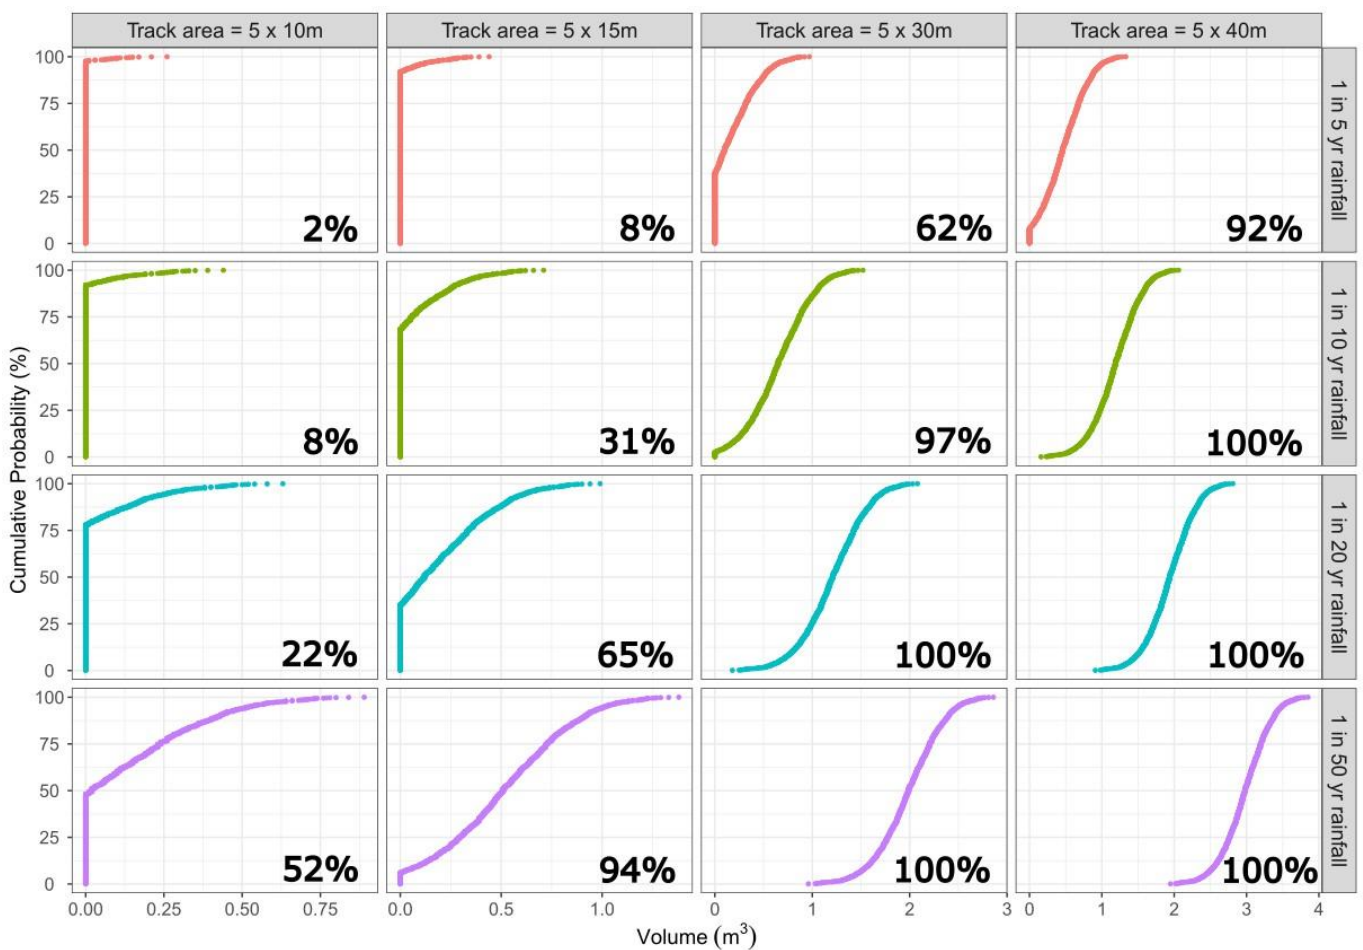 Track area = 5 x 10m Track area = 5 x 15m Track area = 5 x 30m Track area = 5 x 40m
100
75
50
25
0
2% 8% 62% 92%
1 in 5 yr rainfall
100
75
50
25
0
8% 31% 97% 100%
1 in 10 yr rainfall
100
75
50
25
0
22% 65% 100% 100%
1 in 20 yr rainfall
100
75
50
25
0
52% 94% 100% 100%
1 in 50 yr rainfall
Cumulative Probability (%)
0.00 0.25 0.50 0.75 0.0 0.5 1.0 0 1 2 3 0 1 2 3 4
Volume (m³)